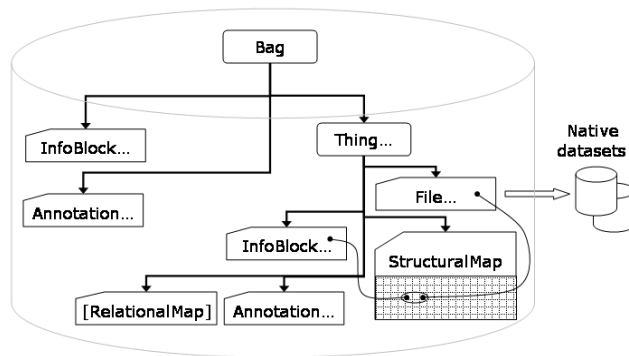 Bag
Thing...
InfoBlock...
Native
datasets
File...
Annotation...
InfoBlock...
StructuralMap
[RelationalMap]
Annotation...